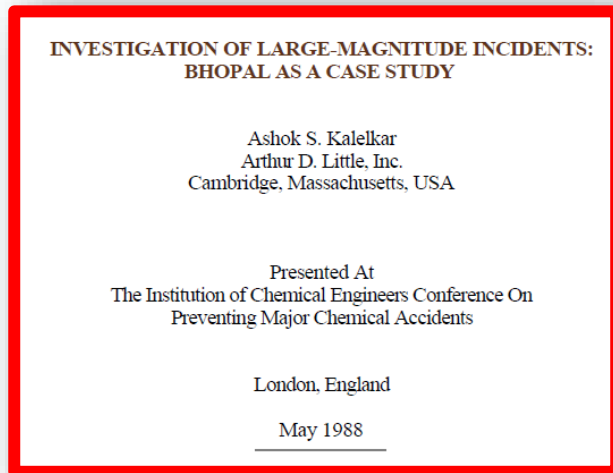 INVESTIGATION OF LARGE-MAGNITUDE INCIDENTS:
BHOPAL AS A CASE STUDY
Ashok S. Kalelkar
Arthur D. Little, Inc.
Cambridge, Massachusetts, USA
Presented At
The Institution of Chemical Engineers Conference On
Preventing Major Chemical Accidents
London, England
May 1988